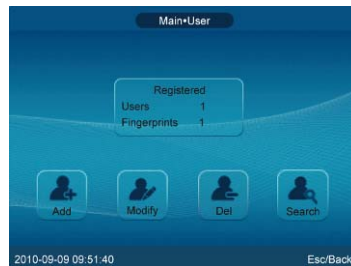 Main•User
Registered
Users 1
Fingerprints 1
Add Modify Del Search
2010-09-09 09:51:40 Esc/Back